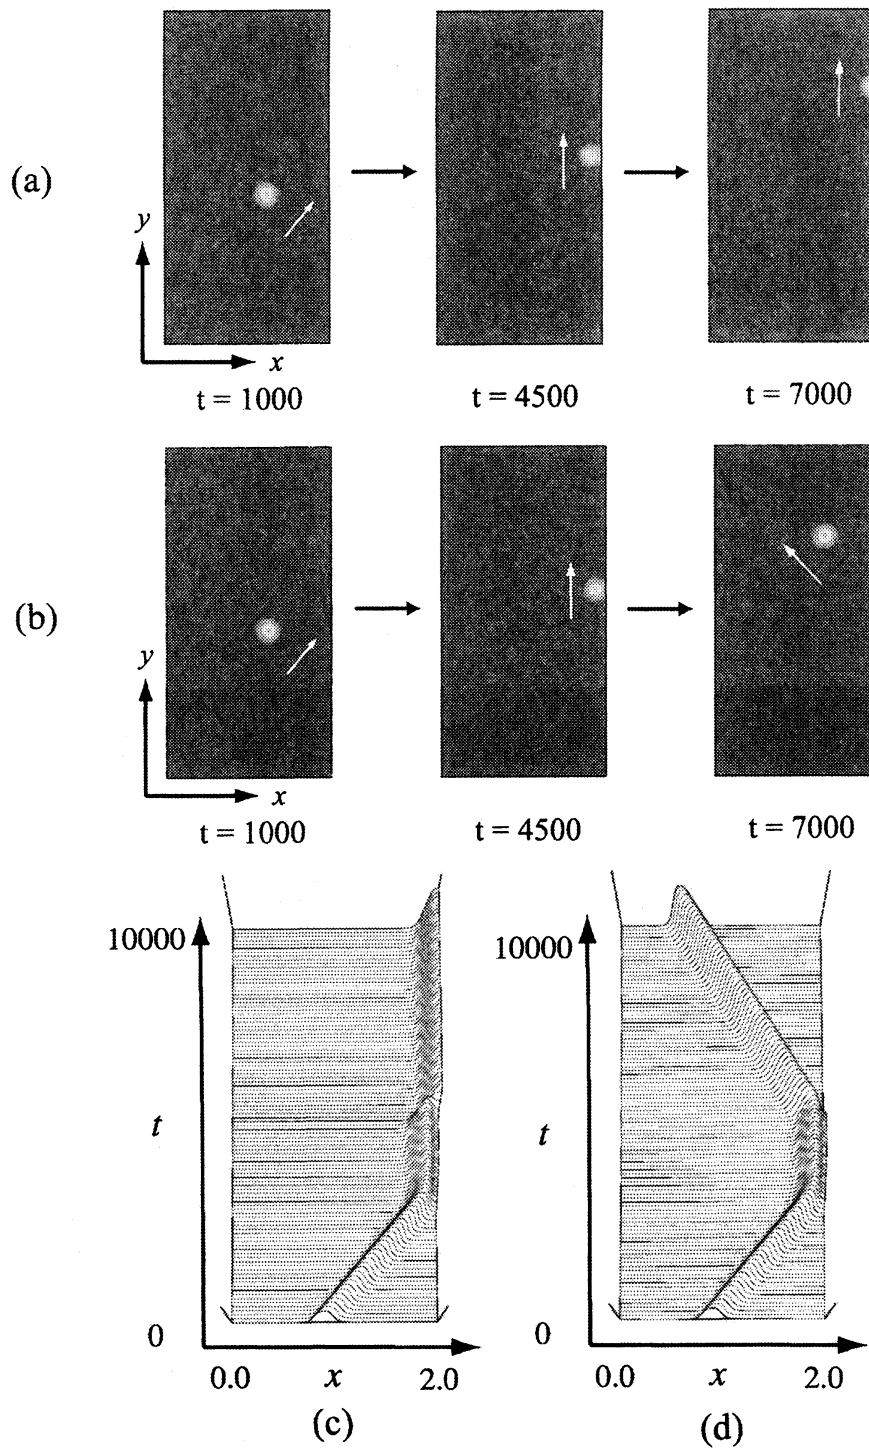 (a)
y
x
t = 1000
t = 4500
t = 7000
(b)
y
x
t = 1000
t = 4500
t = 7000
10000
t
0
0.0
x
2.0
(c)
10000
t
0
0.0
x
2.0
(d)